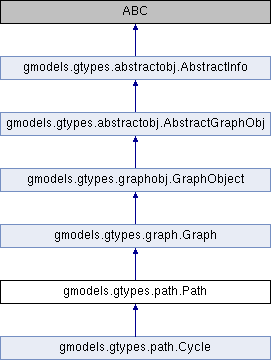 ABC
gmodels.gtypes.abstractobj.AbstractInfo
gmodels.gtypes.abstractobj.AbstractGraphObj
gmodels.gtypes.graphobj.GraphObject
gmodels.gtypes.graph.Graph
gmodels.gtypes.path.Path
gmodels.gtypes.path.Cycle